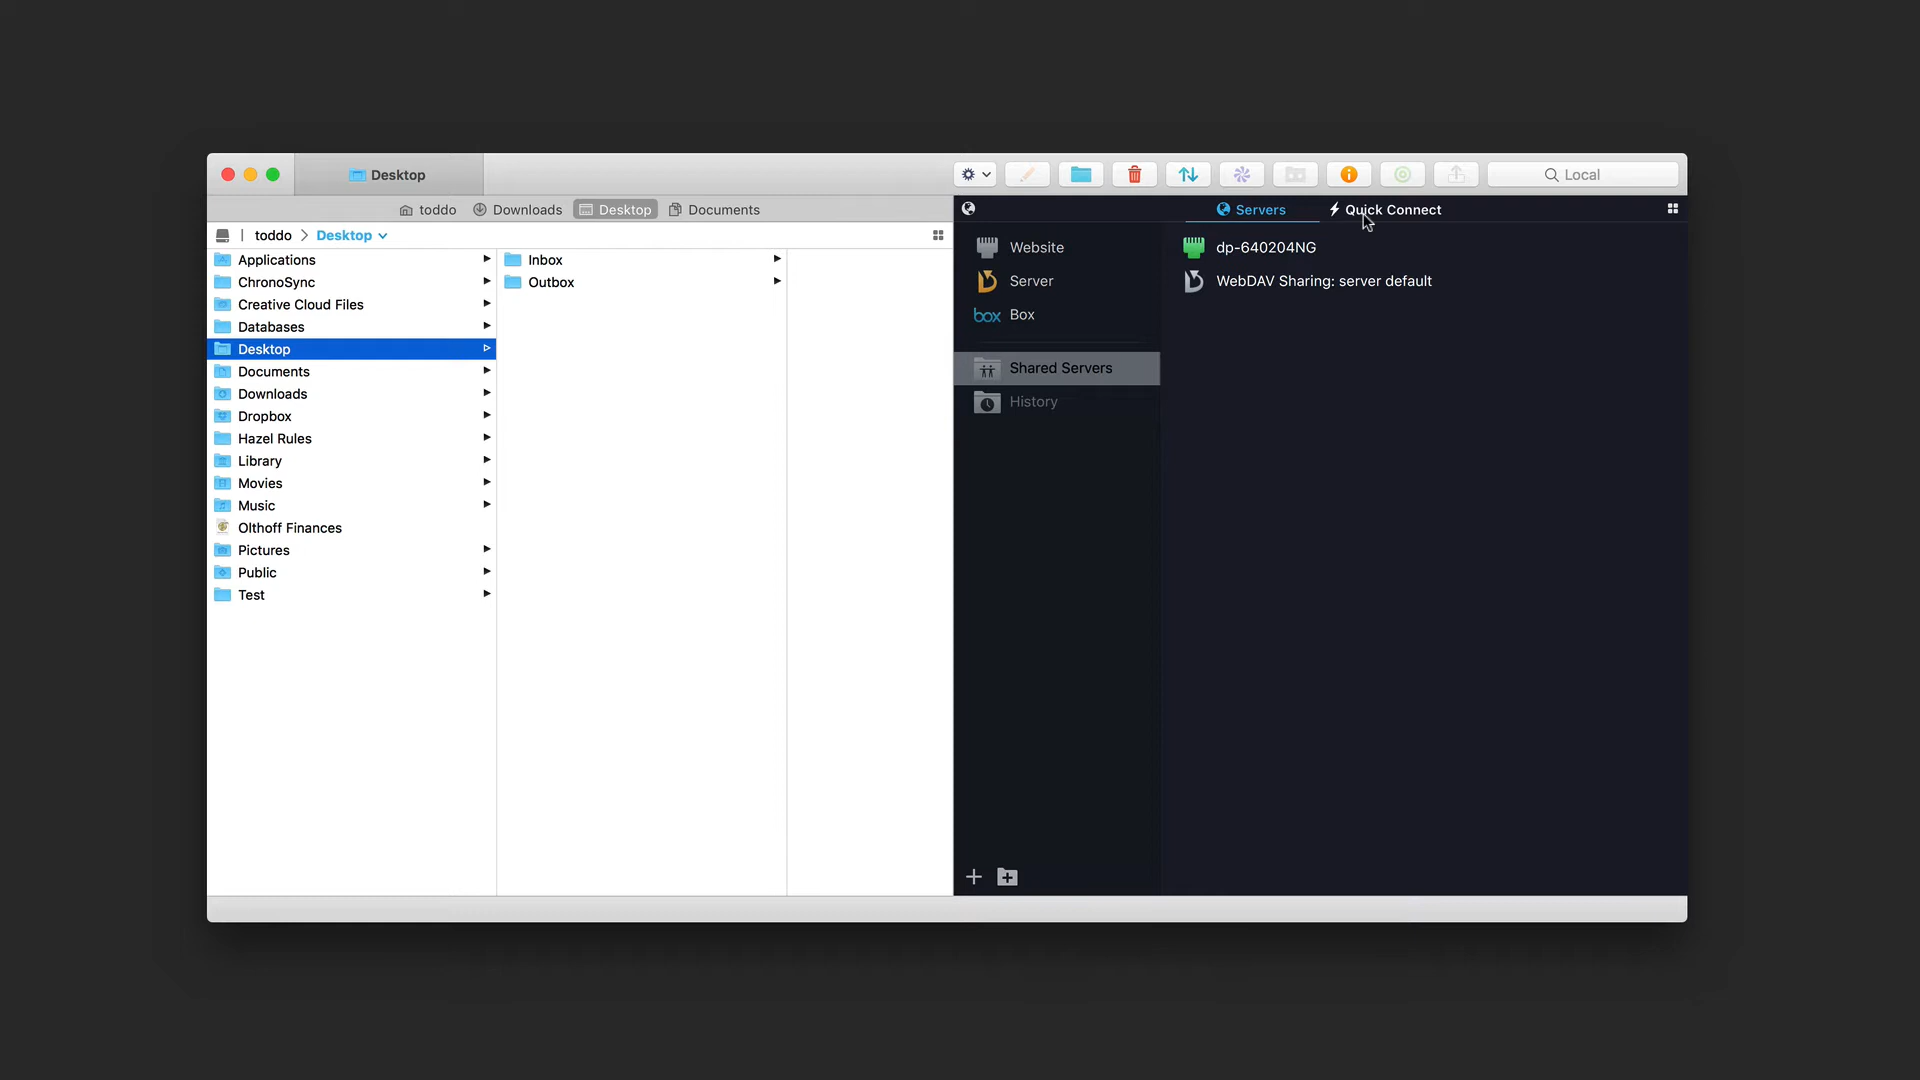 Desktop
Local
toddo Downloads Desktop Documents
Servers Quick Connect
toddo Desktop
Applications
ChronoSync
Creative Cloud Files
Databases
Desktop
Documents
Downloads
Dropbox
Hazel Rules
Library
Movies
Music
Olthoff Finances
Pictures
Public
Test
Inbox
Outbox
Website
Server
box Box
Shared Servers
History
dp-640204NG
WebDAV Sharing: server default